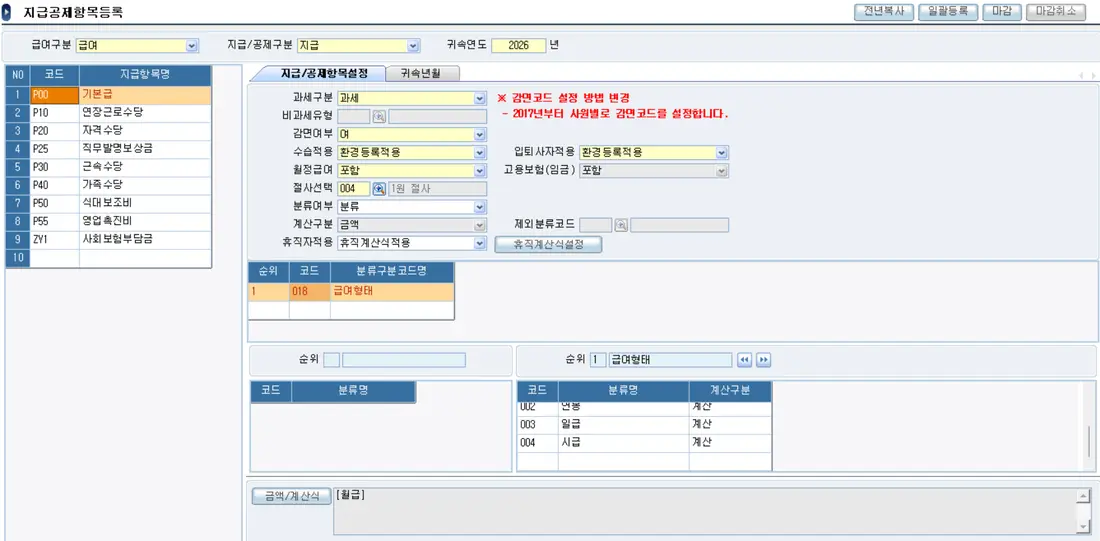 지급공제항목등록
전년복사 일괄등록 마감 마감취소
급여구분 급여 지급/공제구분 지급 귀속연도 2026 년
NO 코드 지급항목명
1 P00 기본급
2 P10 연장근로수당
3 P20 자격수당
4 P25 직무발명보상금
5 P30 근속수당
6 P40 가족수당
7 P50 식대보조비
8 P55 영업촉진비
9 ZY1 사회보험부담금
10
지급/공제항목설정 귀속년월
과세구분 과세 ※ 감면코드 설정 방법 변경
비과세유형 - 2017년부터 사원별로 감면코드를 설정합니다.
감면여부 여
수습적용 환경등록적용 입퇴사자적용 환경등록적용
월정급여 포함 고용보험(임금) 포함
절사선택 004 1원 절사
분류여부 분류
계산구분 금액 제외분류코드
휴직자적용 휴직계산식적용 휴직계산식설정
순위 코드 분류구분코드명
1 018 급여형태
순위 순위 1 급여형태
코드 분류명 코드 분류명 계산구분
002 연봉 계산
003 일급 계산
004 시급 계산
금액/계산식 [월급]